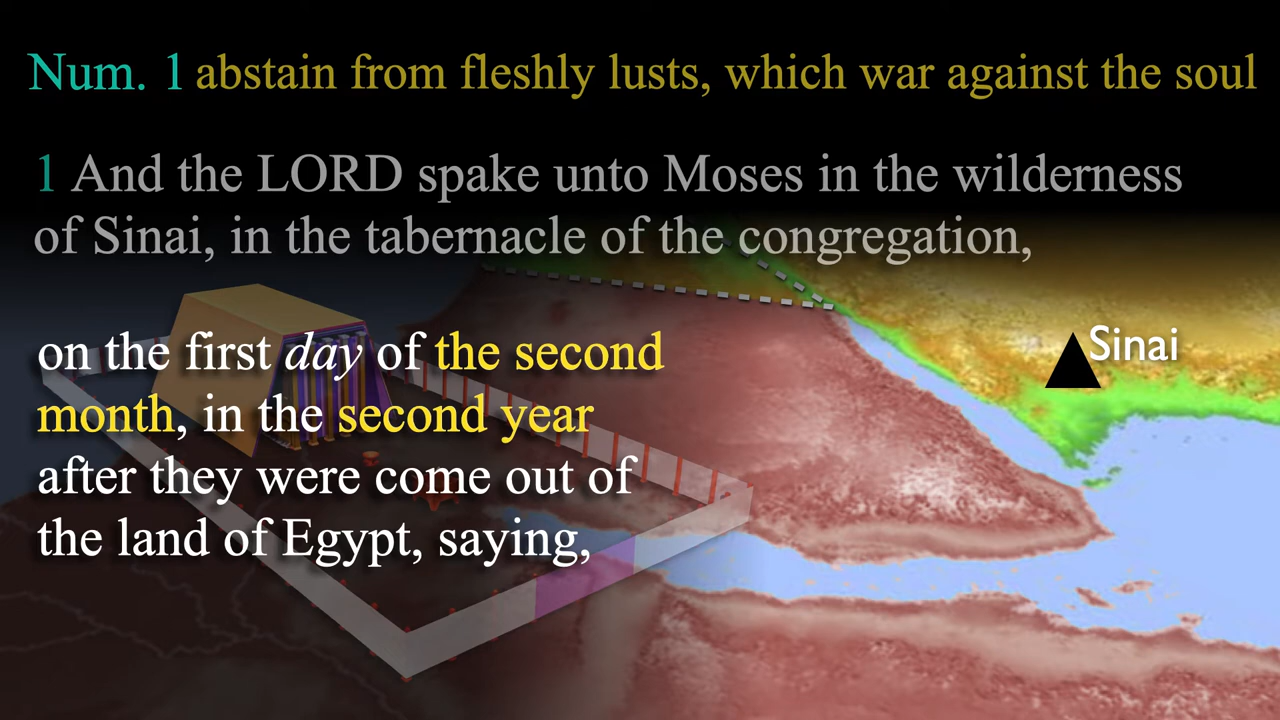 Num. 1 abstain from fleshly lusts, which war against the soul
1 And the LORD spake unto Moses in the wilderness
of Sinai, in the tabernacle of the congregation,
on the first day of the second
month, in the second year
after they were come out of
the land of Egypt, saying,
Sinai